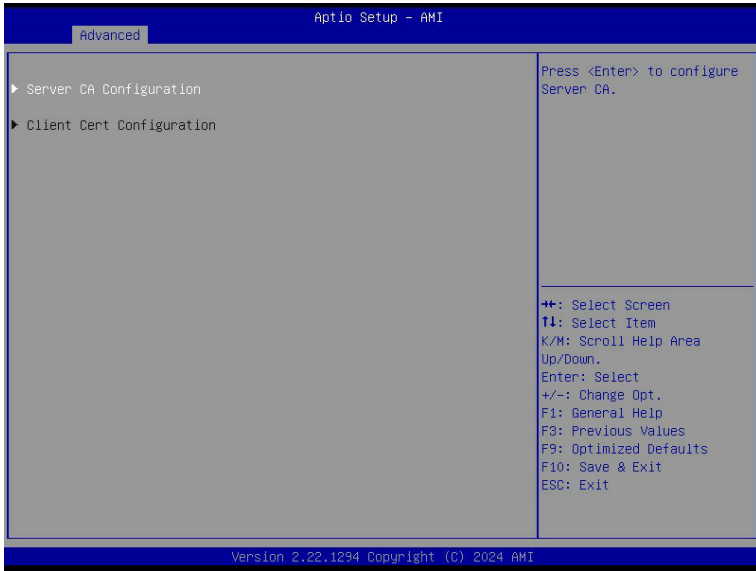 Aptio Setup – AMI
Advanced
Server CA Configuration
Client Cert Configuration
Press <Enter> to configure
Server CA.
→←: Select Screen
↑↓: Select Item
K/M: Scroll Help Area
Up/Down.
Enter: Select
+/-: Change Opt.
F1: General Help
F3: Previous Values
F9: Optimized Defaults
F10: Save & Exit
ESC: Exit
Version 2.22.1294 Copyright (C) 2024 AMI